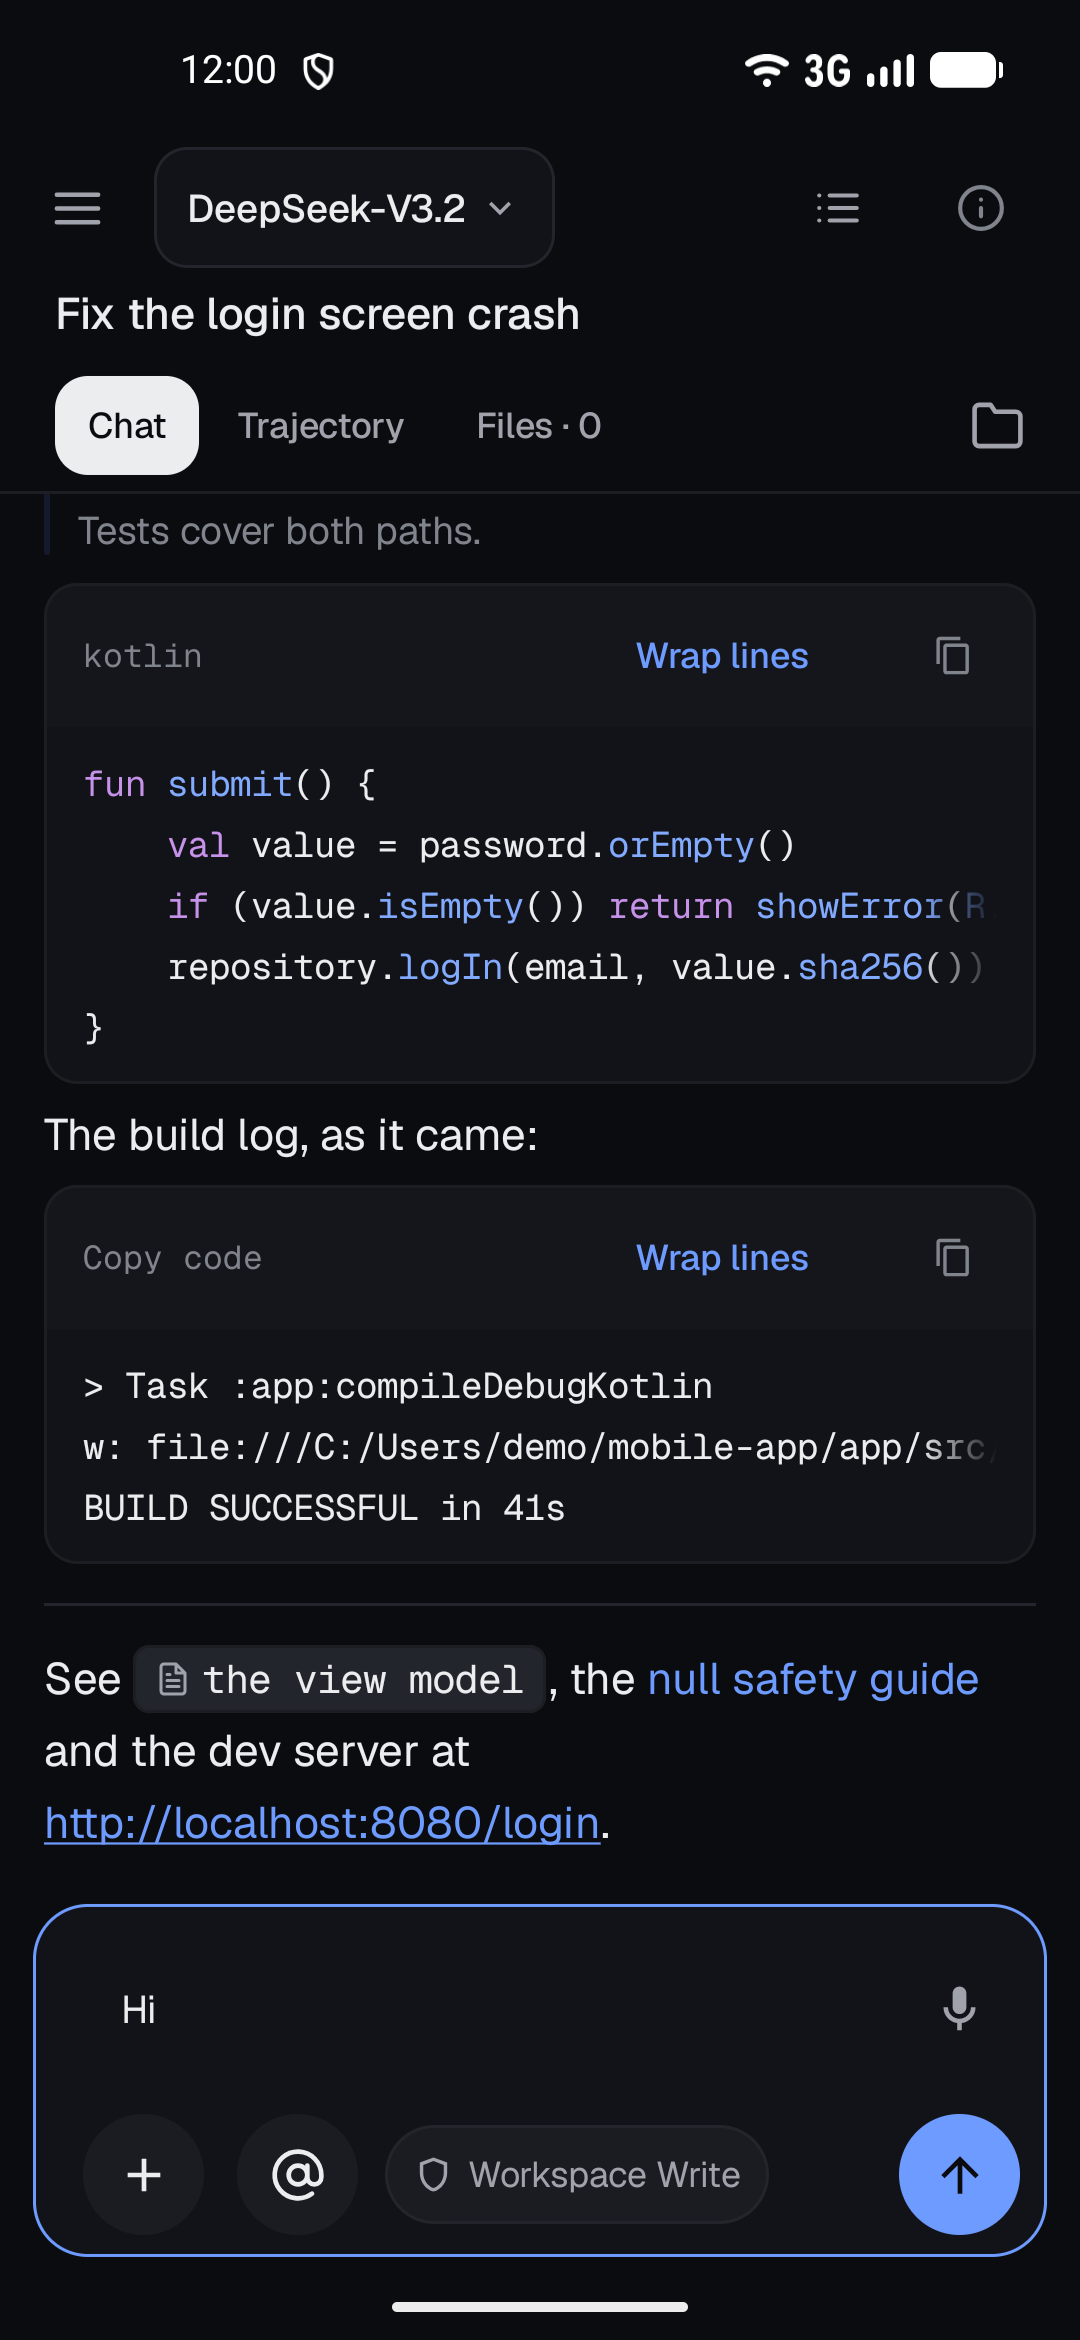 12:00
3G
DeepSeek-V3.2
Fix the login screen crash
Chat
Trajectory
Files · 0
Tests cover both paths.
kotlin
Wrap lines
fun submit() {
    val value = password.orEmpty()
    if (value.isEmpty()) return showError(R.
    repository.logIn(email, value.sha256())
}
The build log, as it came:
Copy code
Wrap lines
> Task :app:compileDebugKotlin
w: file:///C:/Users/demo/mobile-app/app/src/
BUILD SUCCESSFUL in 41s
See the view model, the null safety guide
and the dev server at
http://localhost:8080/login.
Hi
@
Workspace Write